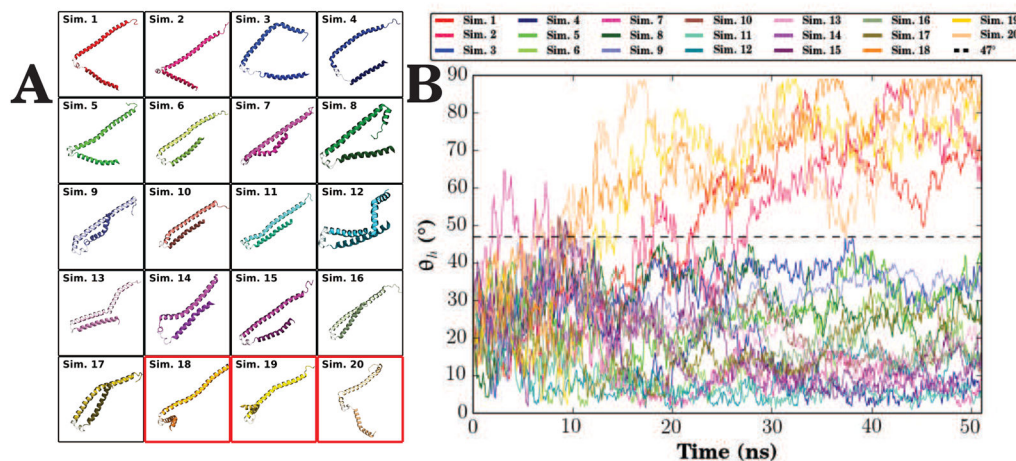 A
Sim. 1 Sim. 2 Sim. 3 Sim. 4
Sim. 5 Sim. 6 Sim. 7 Sim. 8
Sim. 9 Sim. 10 Sim. 11 Sim. 12
Sim. 13 Sim. 14 Sim. 15 Sim. 16
Sim. 17 Sim. 18 Sim. 19 Sim. 20
B
Sim. 1 Sim. 4 Sim. 7 Sim. 10 Sim. 13 Sim. 16 Sim. 19
Sim. 2 Sim. 5 Sim. 8 Sim. 11 Sim. 14 Sim. 17 Sim. 20
Sim. 3 Sim. 6 Sim. 9 Sim. 12 Sim. 15 Sim. 18 47°
90
80
70
60
50
40
30
20
10
0
θh (°)
0 10 20 30 40 50
Time (ns)